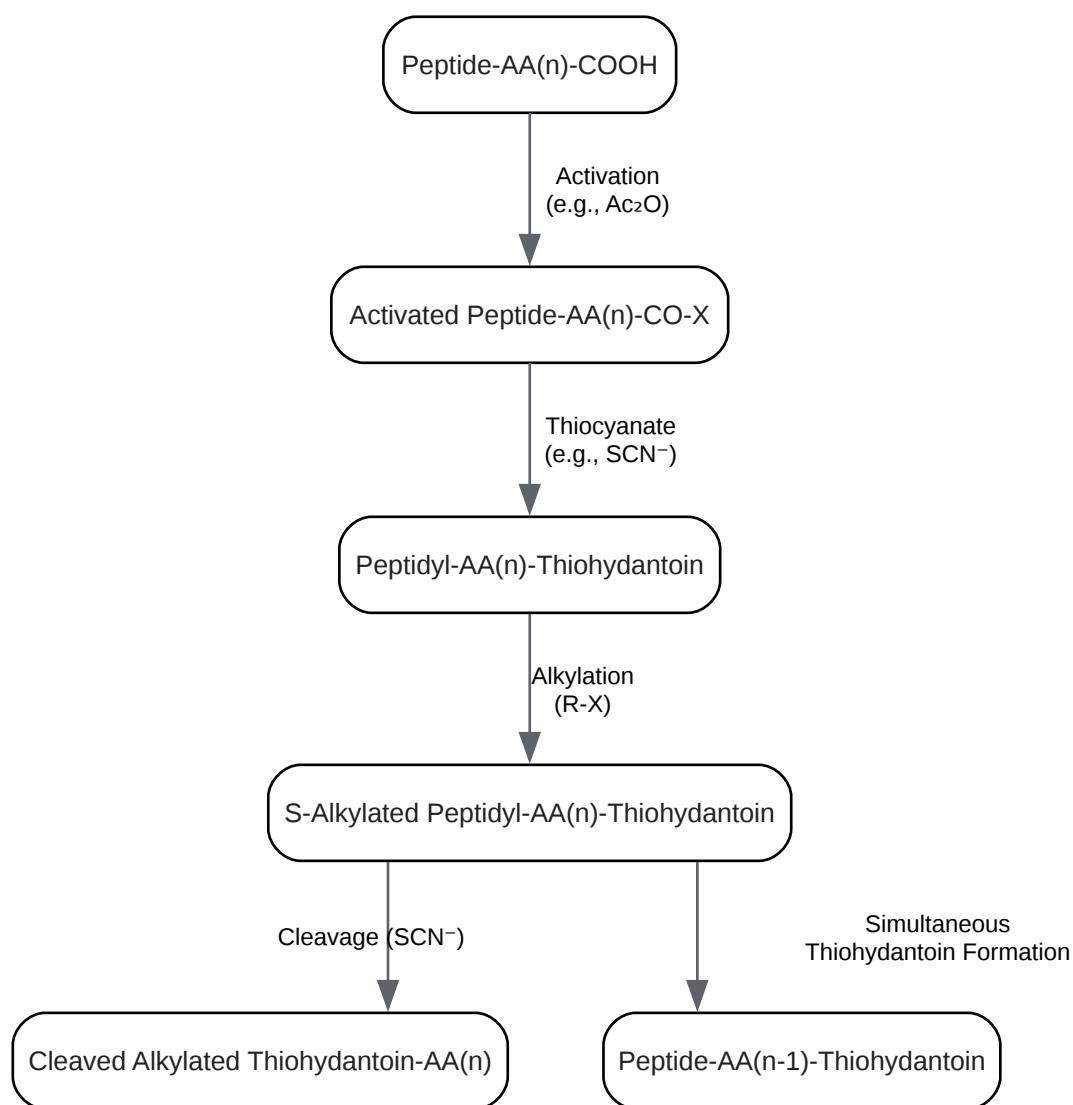 Peptide-AA(n)-COOH
Activation
(e.g., Ac₂O)
Activated Peptide-AA(n)-CO-X
Thiocyanate
(e.g., SCN⁻)
Peptidyl-AA(n)-Thiohydantoin
Alkylation
(R-X)
S-Alkylated Peptidyl-AA(n)-Thiohydantoin
Cleavage (SCN⁻)
Simultaneous
Thiohydantoin Formation
Cleaved Alkylated Thiohydantoin-AA(n)
Peptide-AA(n-1)-Thiohydantoin